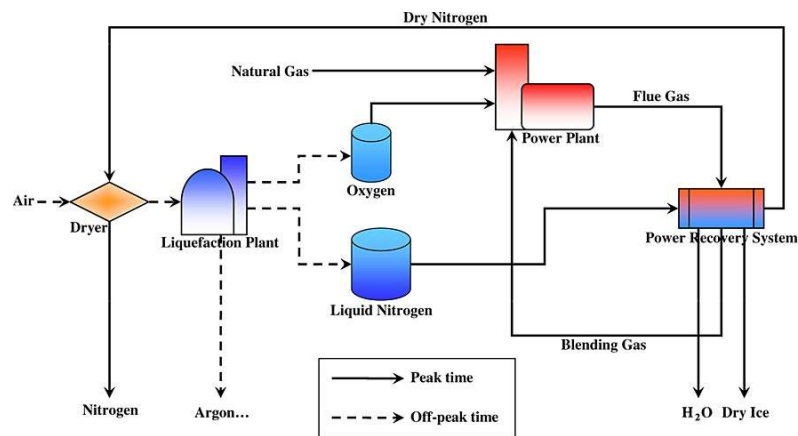 Dry Nitrogen
Natural Gas
Flue Gas
Power Plant
Oxygen
Air
Dryer
Liquefaction Plant
Power Recovery System
Liquid Nitrogen
Blending Gas
Peak time
Off-peak time
Nitrogen
Argon…
H₂O
Dry Ice